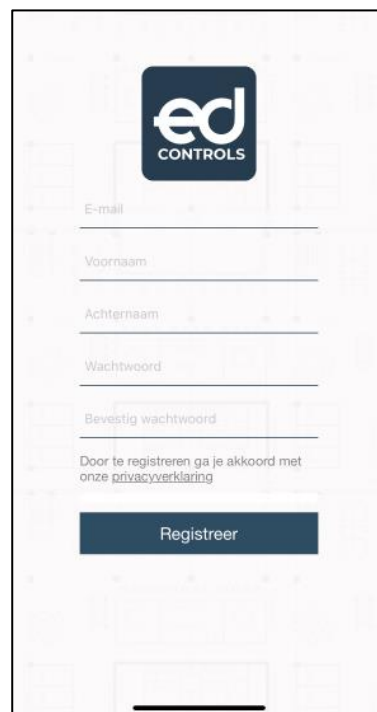 ed
CONTROLS
E-mail
Voornaam
Achternaam
Wachtwoord
Bevestig wachtwoord
Door te registreren ga je akkoord met
onze privacyverklaring
Registreer